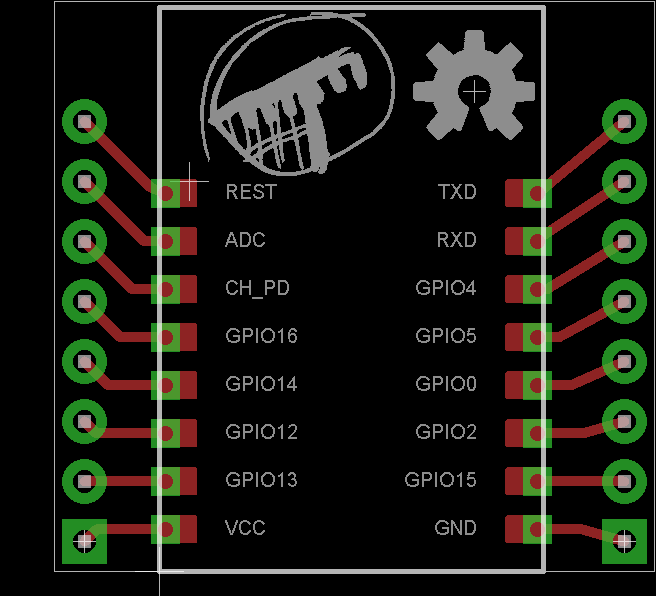 REST TXD
ADC RXD
CH_PD GPIO4
GPIO16 GPIO5
GPIO14 GPIO0
GPIO12 GPIO2
GPIO13 GPIO15
VCC GND